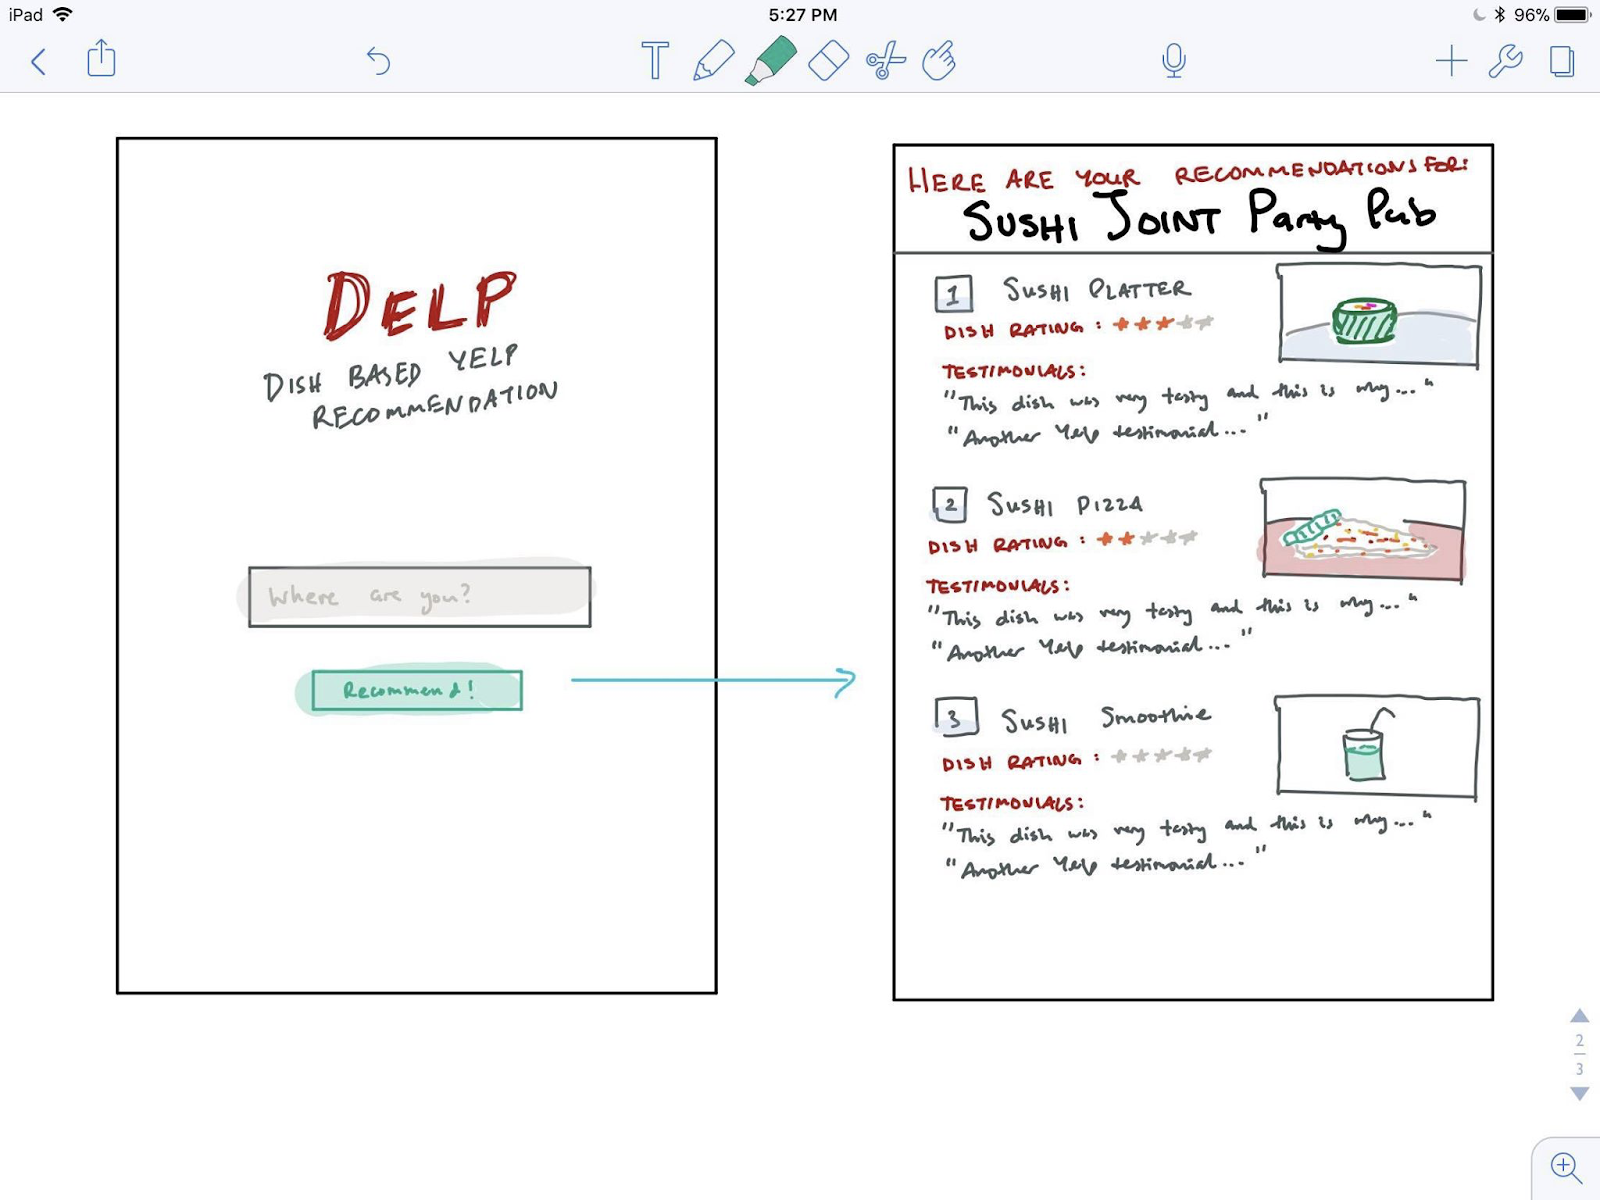 iPad
5:27 PM
96%
T
DELP
DISH BASED YELP
RECOMMENDATION
Where are you?
Recommend!
HERE ARE YOUR RECOMMENDATIONS FOR:
SUSHI JOINT Party Pub
1 SUSHI PLATTER
DISH RATING :
TESTIMONIALS:
"This dish was very tasty and this is why..."
"Another Yelp testimonial..."
2 SUSHI PIZZA
DISH RATING :
TESTIMONIALS:
"This dish was very tasty and this is why..."
"Another Yelp testimonial..."
3 SUSHI Smoothie
DISH RATING :
TESTIMONIALS:
"This dish was very tasty and this is why..."
"Another Yelp testimonial..."
2
3